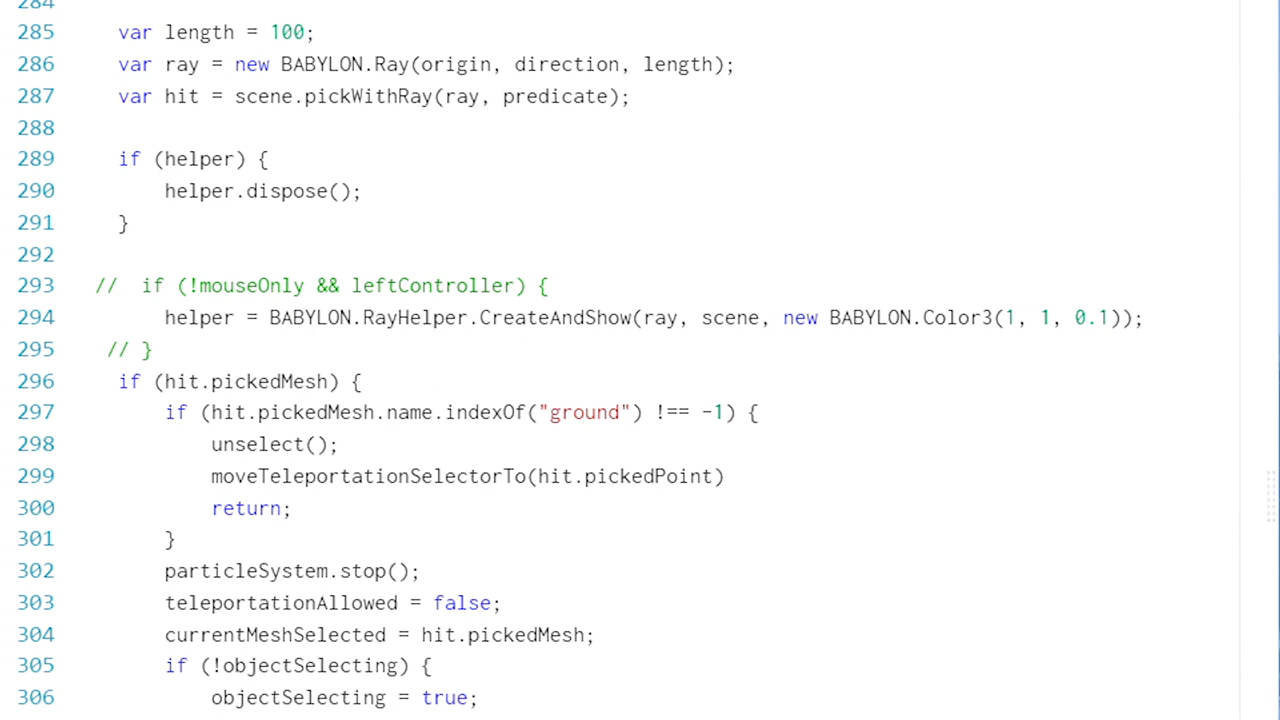 284
285 var length = 100;
286 var ray = new BABYLON.Ray(origin, direction, length);
287 var hit = scene.pickWithRay(ray, predicate);
288
289 if (helper) {
290 helper.dispose();
291 }
292
293 // if (!mouseOnly && leftController) {
294 helper = BABYLON.RayHelper.CreateAndShow(ray, scene, new BABYLON.Color3(1, 1, 0.1));
295 // }
296 if (hit.pickedMesh) {
297 if (hit.pickedMesh.name.indexOf("ground") !== -1) {
298 unselect();
299 moveTeleportationSelectorTo(hit.pickedPoint)
300 return;
301 }
302 particleSystem.stop();
303 teleportationAllowed = false;
304 currentMeshSelected = hit.pickedMesh;
305 if (!objectSelecting) {
306 objectSelecting = true;